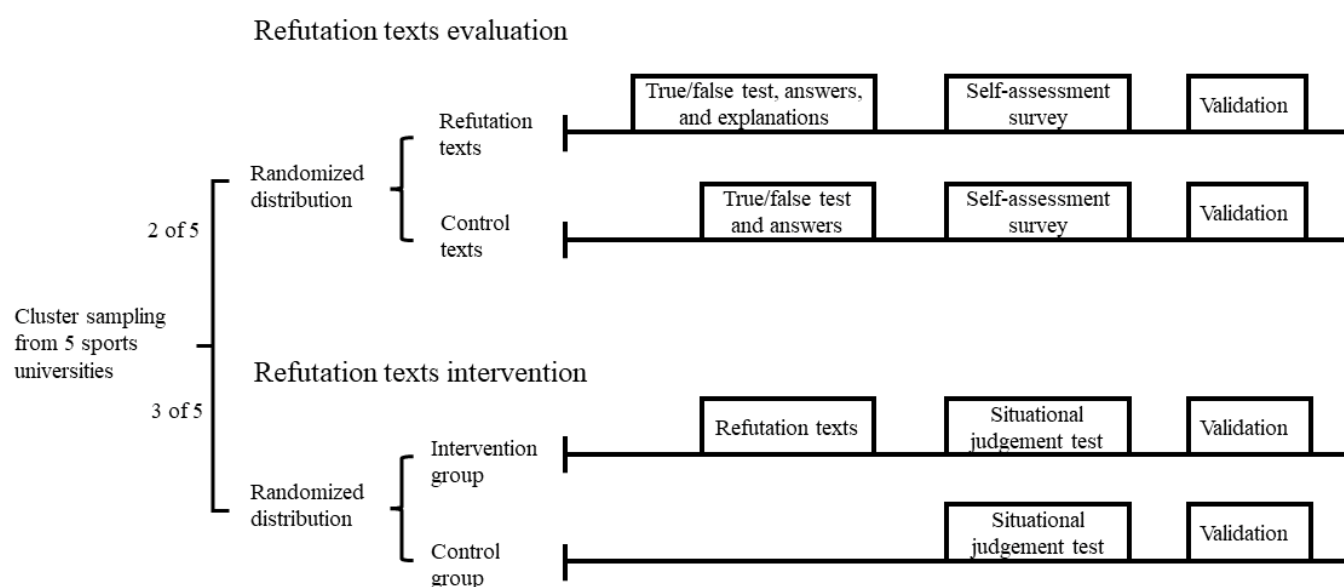 Refutation texts evaluation
True/false test, answers,
and explanations
Self-assessment
survey
Validation
Refutation
texts
Randomized
distribution
True/false test
and answers
Self-assessment
survey
Validation
Control
texts
2 of 5
Cluster sampling
from 5 sports
universities
Refutation texts intervention
3 of 5
Refutation texts
Situational
judgement test
Validation
Intervention
group
Randomized
distribution
Situational
judgement test
Validation
Control
group